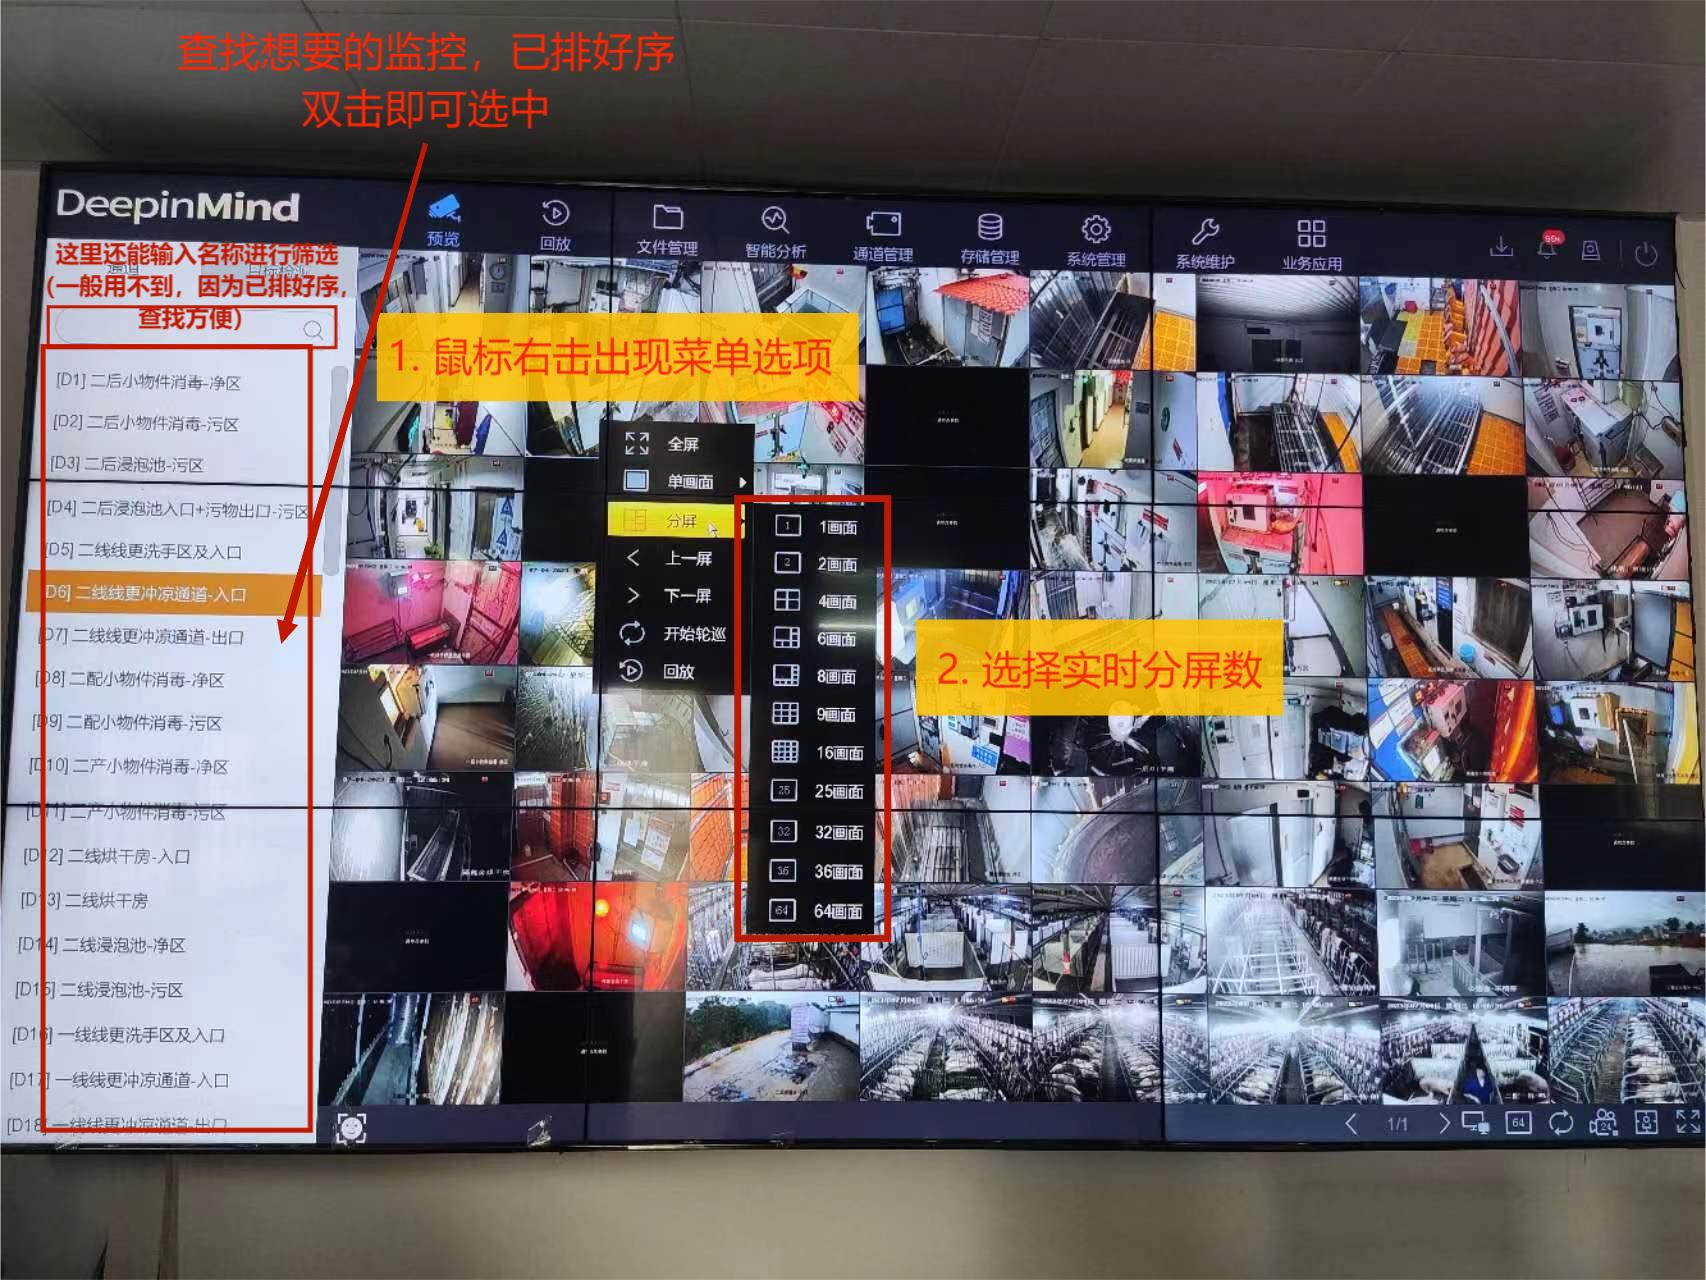 查找想要的监控，已排好序
双击即可选中
DeepinMind
预览
回放
文件管理
智能分析
通道管理
存储管理
系统管理
系统维护
业务应用
99+
通道
目标检测
这里还能输入名称进行筛选
（一般用不到，因为已排好序，
查找方便）
1. 鼠标右击出现菜单选项
[D1] 二后小物件消毒-净区
[D2] 二后小物件消毒-污区
[D3] 二后浸泡池-污区
[D4] 二后浸泡池入口+污物出口-污区
[D5] 二线线更洗手区及入口
[D6] 二线线更冲凉通道-入口
[D7] 二线线更冲凉通道-出口
[D8] 二配小物件消毒-净区
[D9] 二配小物件消毒-污区
[D10] 二产小物件消毒-净区
[D11] 二产小物件消毒-污区
[D12] 二线烘干房-入口
[D13] 二线烘干房
[D14] 二线浸泡池-净区
[D15] 二线浸泡池-污区
[D16] 一线线更洗手区及入口
[D17] 一线线更冲凉通道-入口
[D18] 一线线更冲凉通道-出口
全屏
单画面
分屏
上一屏
下一屏
开始轮巡
回放
1 1画面
2 2画面
4画面
6画面
8画面
9画面
16画面
25 25画面
32 32画面
36 36画面
64 64画面
2. 选择实时分屏数
1/1
64